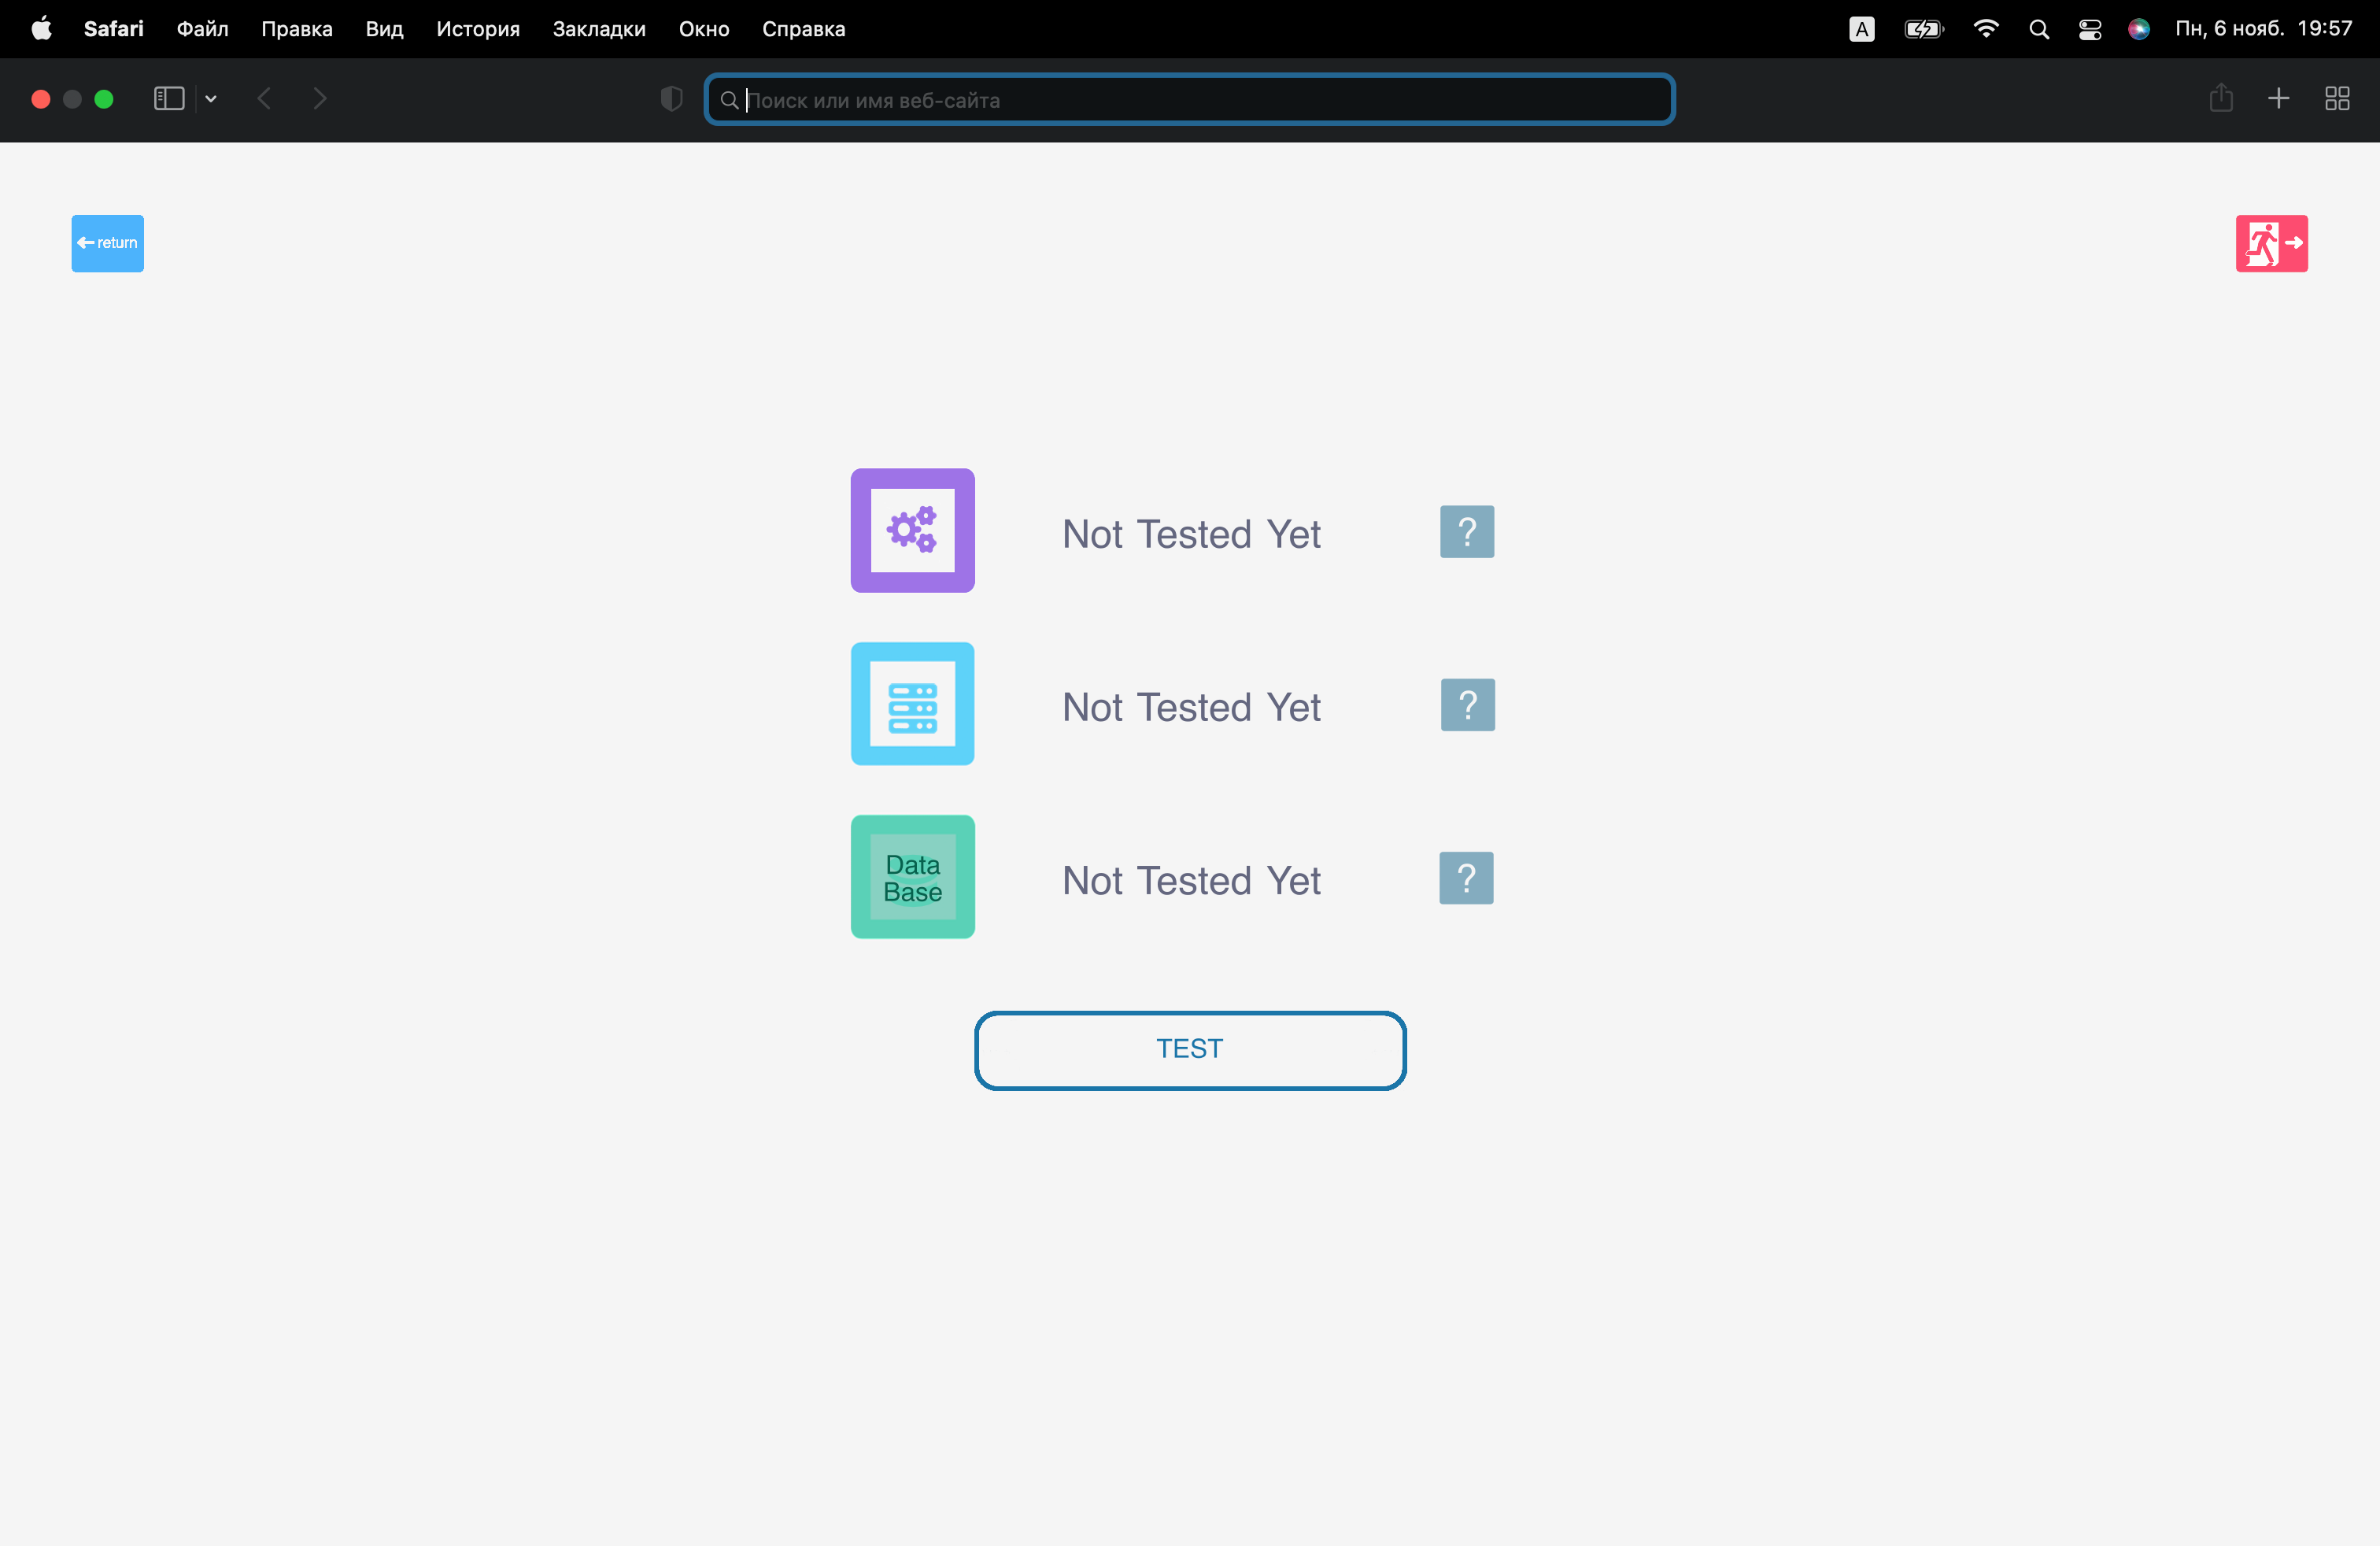 Safari Файл Правка Вид История Закладки Окно Справка A Пн, 6 нояб. 19:57
Поиск или имя веб-сайта
return
Not Tested Yet ?
Not Tested Yet ?
Data
Base
Not Tested Yet ?
TEST